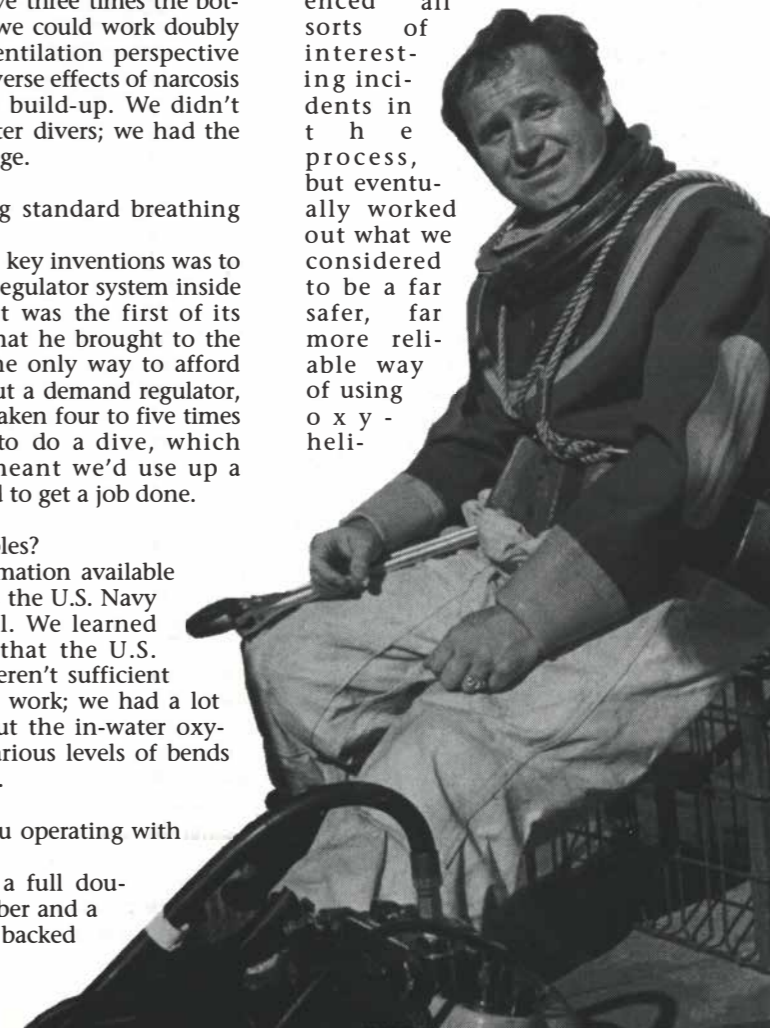 ve three times the bot-
we could work doubly
entilation perspective
verse effects of narcosis
build-up. We didn't
ter divers; we had the
ge.
g standard breathing
key inventions was to
egulator system inside
t was the first of its
hat he brought to the
ne only way to afford
ut a demand regulator,
aken four to five times
to do a dive, which
meant we'd use up a
d to get a job done.
les?
mation available
the U.S. Navy
l. We learned
that the U.S.
eren't sufficient
work; we had a lot
ut the in-water oxy-
arious levels of bends
.
u operating with
a full dou-
ber and a
backed
enced all
sorts of
interest-
ing inci-
dents in
t h e
process,
but eventu-
ally worked
out what we
considered
to be a far
safer, far
more reli-
able way
of using
o x y -
heli-